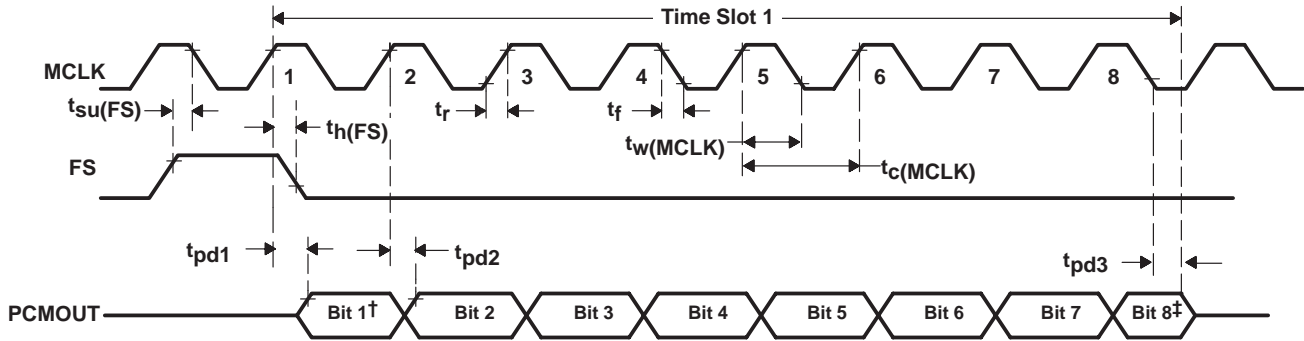 Time Slot 1
MCLK
1 2 3 4 5 6 7 8
tsu(FS)
th(FS)
tr
tf
tw(MCLK)
tc(MCLK)
FS
tpd1
tpd2
tpd3
PCMOUT
Bit 1† Bit 2 Bit 3 Bit 4 Bit 5 Bit 6 Bit 7 Bit 8‡